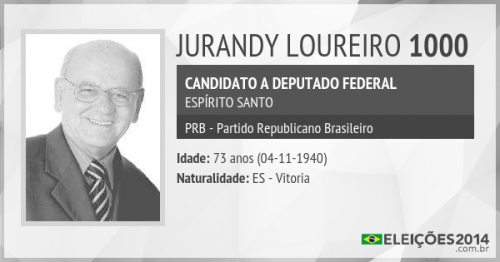 JURANDY LOUREIRO 1000
CANDIDATO A DEPUTADO FEDERAL
ESPÍRITO SANTO
PRB - Partido Republicano Brasileiro
Idade: 73 anos (04-11-1940)
Naturalidade: ES - Vitoria
ELEIÇÕES2014
.com.br